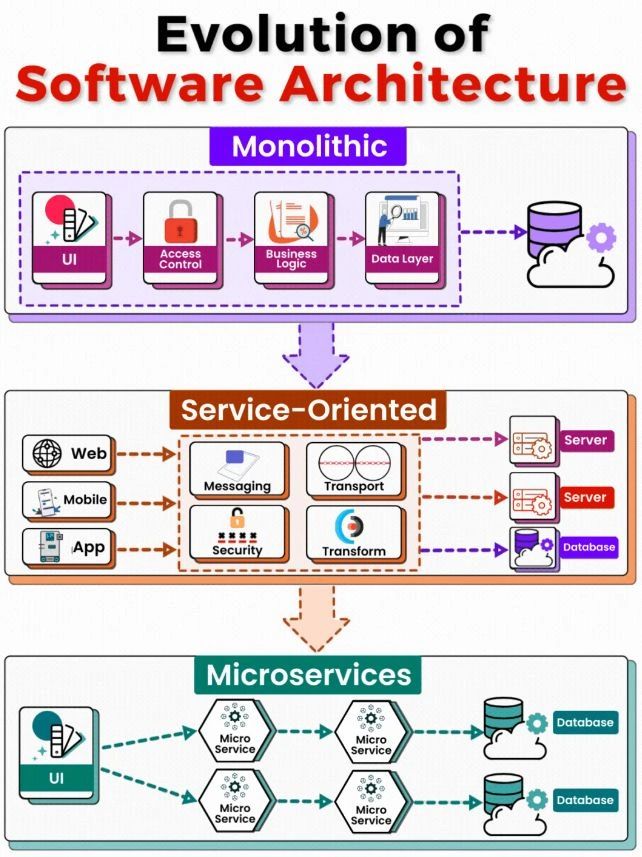 Evolution of
Software Architecture
Monolithic
UI
Access
Control
Business
Logic
Data Layer
Service-Oriented
Web
Mobile
App
Messaging
Transport
Security
Transform
Server
Server
Database
Microservices
UI
Micro
Service
Micro
Service
Database
Micro
Service
Micro
Service
Database